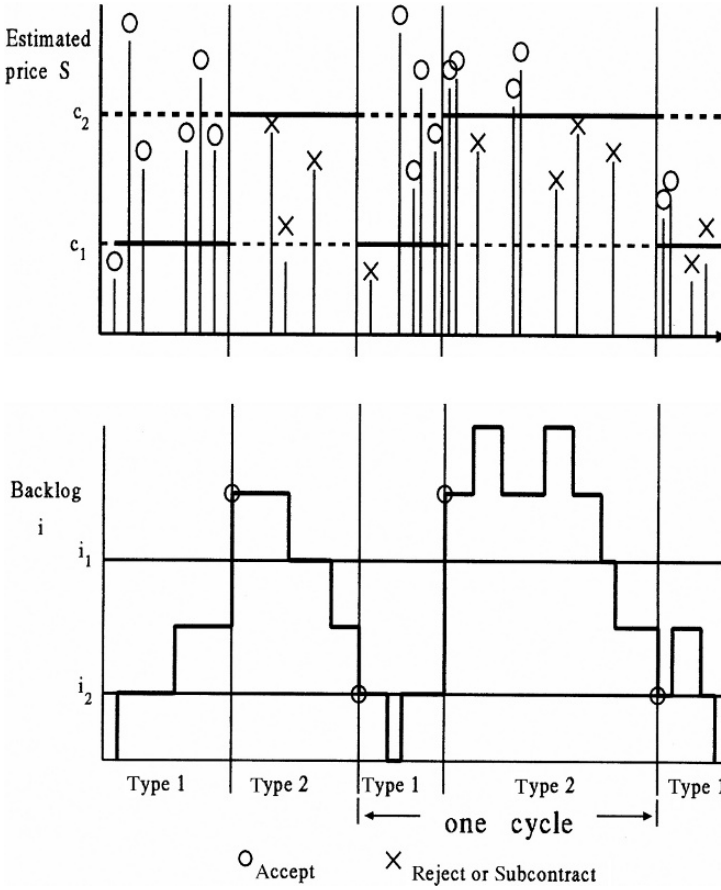 Estimated
price S
c2
c1
Backlog
i
i1
i2
Type 1 Type 2 Type 1 Type 2 Type 1
one cycle
O Accept X Reject or Subcontract